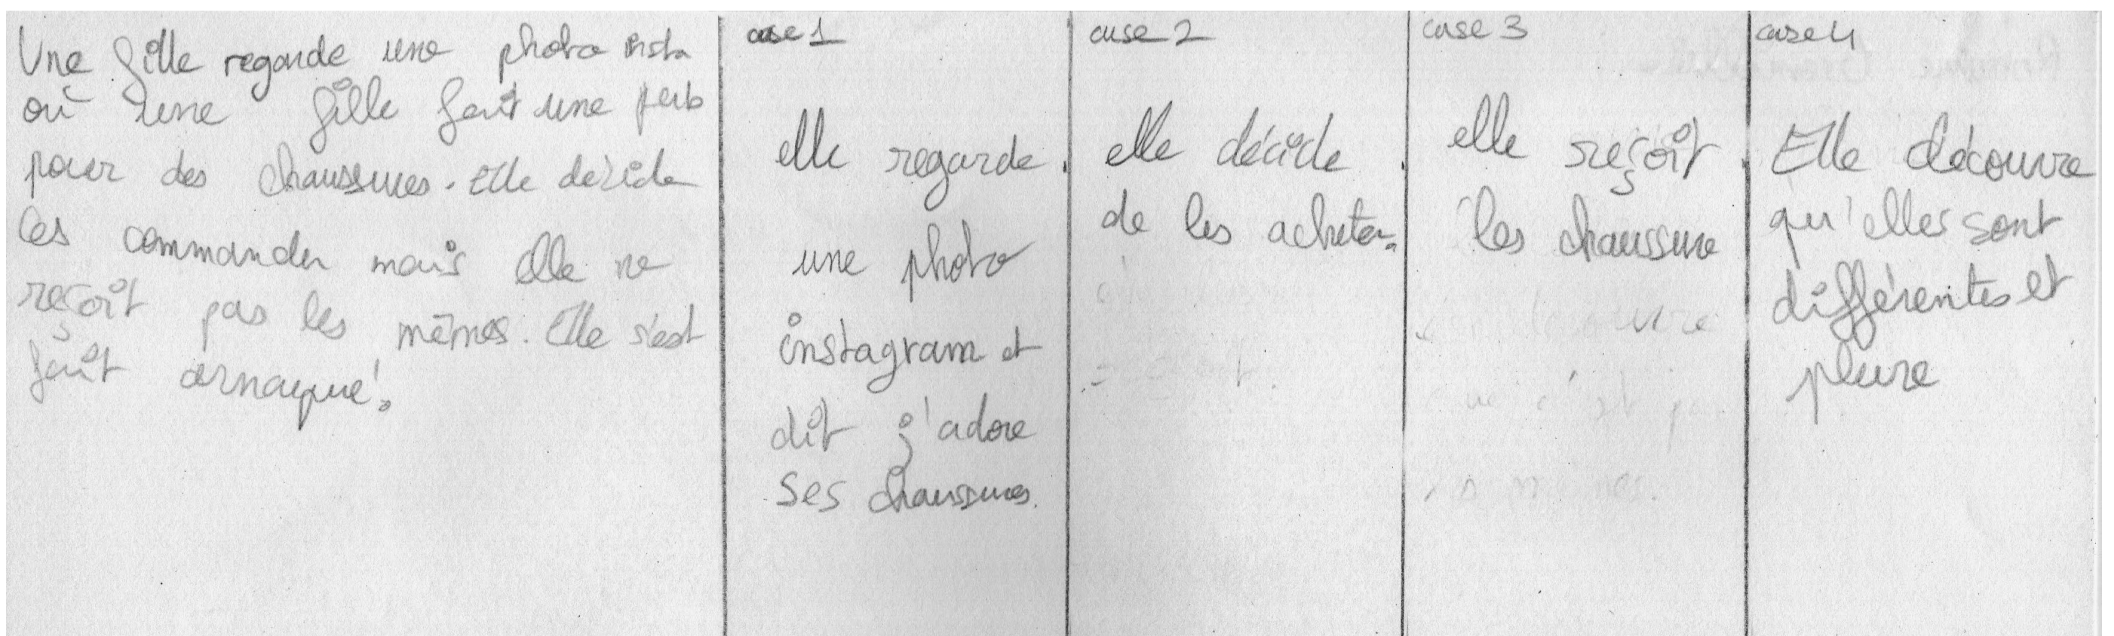 Une fille regarde une photo insta
où une fille fait une pub
pour des chaussures. Elle décide
les commander mais elle ne
reçoit pas les mêmes. Elle s'est
fait arnaqué.
case 1
elle regarde.
une photo
instagram et
dit j'adore
ses chaussures.
case 2
elle décide.
de les acheter.
case 3
elle reçoit.
les chaussure
case 4
Elle découvre
qu'elles sont
différentes et
pleure